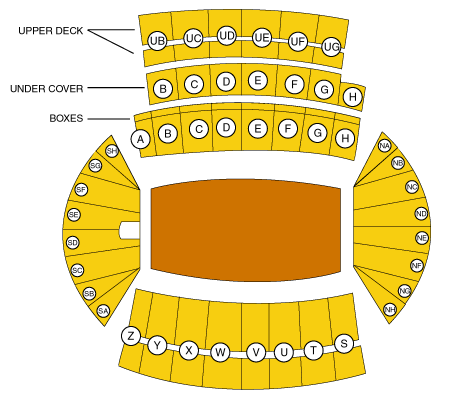 UPPER DECK
UB UC UD UE UF UG
UNDER COVER
B C D E F G H
BOXES
A B C D E F G H
SH
SG
SF
SE
SD
SC
SB
SA
NA
NB
NC
ND
NE
NF
NG
NH
Z Y X W V U T S